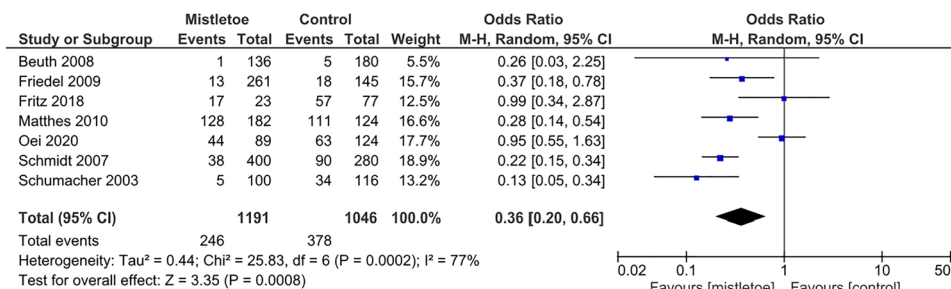 Mistletoe Control Odds Ratio Odds Ratio
Study or Subgroup Events Total Events Total Weight M-H, Random, 95% CI M-H, Random, 95% CI
Beuth 2008 1 136 5 180 5.5% 0.26 [0.03, 2.25]
Friedel 2009 13 261 18 145 15.7% 0.37 [0.18, 0.78]
Fritz 2018 17 23 57 77 12.5% 0.99 [0.34, 2.87]
Matthes 2010 128 182 111 124 16.6% 0.28 [0.14, 0.54]
Oei 2020 44 89 63 124 17.7% 0.95 [0.55, 1.63]
Schmidt 2007 38 400 90 280 18.9% 0.22 [0.15, 0.34]
Schumacher 2003 5 100 34 116 13.2% 0.13 [0.05, 0.34]
Total (95% CI) 1191 1046 100.0% 0.36 [0.20, 0.66]
Total events 246 378
Heterogeneity: Tau² = 0.44; Chi² = 25.83, df = 6 (P = 0.0002); I² = 77%
Test for overall effect: Z = 3.35 (P = 0.0008)
0.02 0.1 1 10 50
Favours [mistletoe] Favours [control]